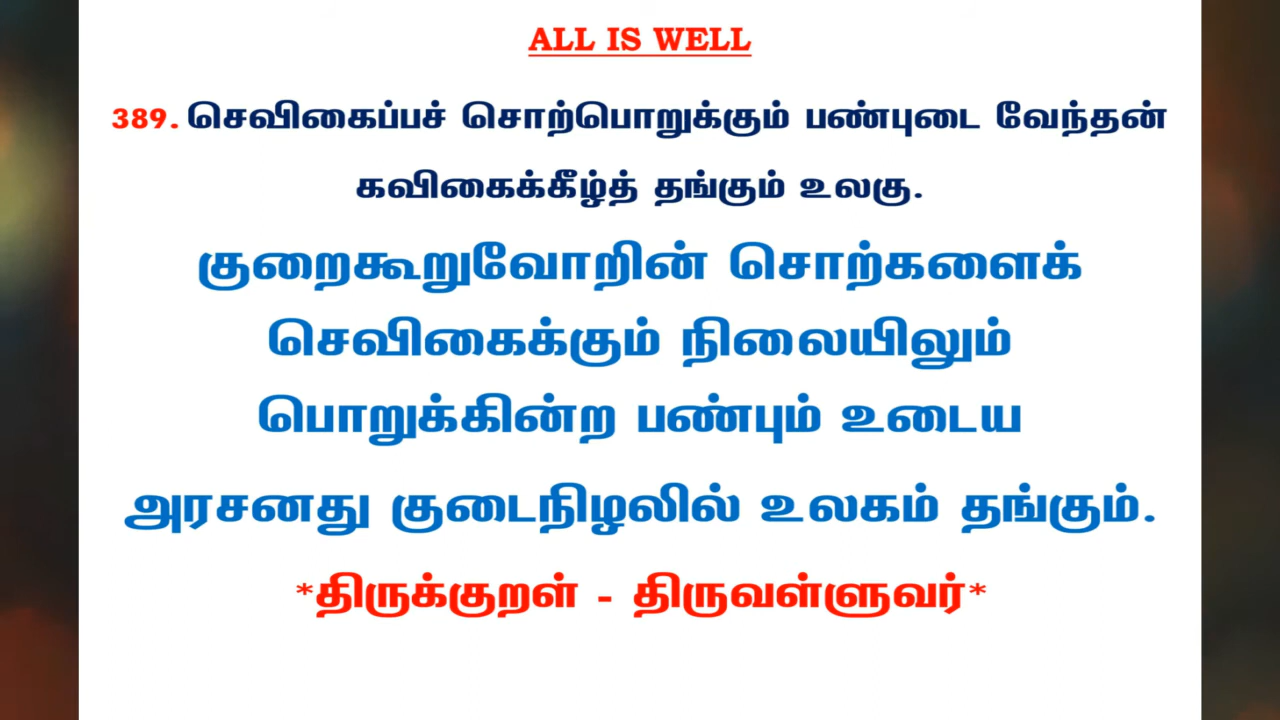 ALL IS WELL
389. செவிகைப்பச் சொற்பொறுக்கும் பண்புடை வேந்தன்
கவிகைக்கீழ்த் தங்கும் உலகு.
குறைகூறுவோறின் சொற்களைக்
செவிகைக்கும் நிலையிலும்
பொறுக்கின்ற பண்பும் உடைய
அரசனது குடைநிழலில் உலகம் தங்கும்.
*திருக்குறள் - திருவள்ளுவர்*